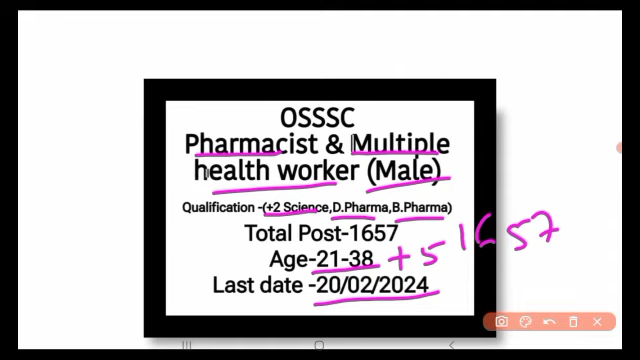 OSSSC
Pharmacist & Multiple
health worker (Male)
Qualification -(+2 Science,D.Pharma,B.Pharma)
Total Post-1657
Age-21-38 +5 1657
Last date -20/02/2024